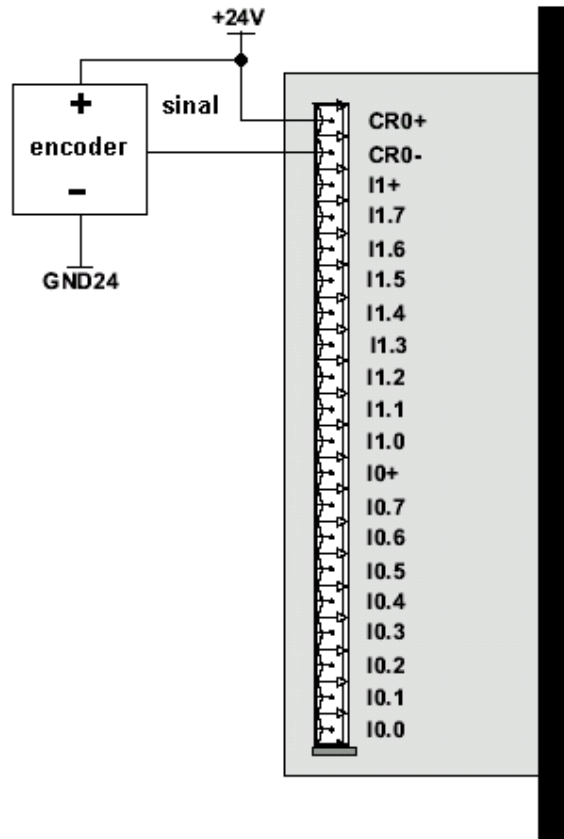 +24V
+
sinal
encoder
-
GND24
CR0+
CR0-
I1+
I1.7
I1.6
I1.5
I1.4
I1.3
I1.2
I1.1
I1.0
I0+
I0.7
I0.6
I0.5
I0.4
I0.3
I0.2
I0.1
I0.0